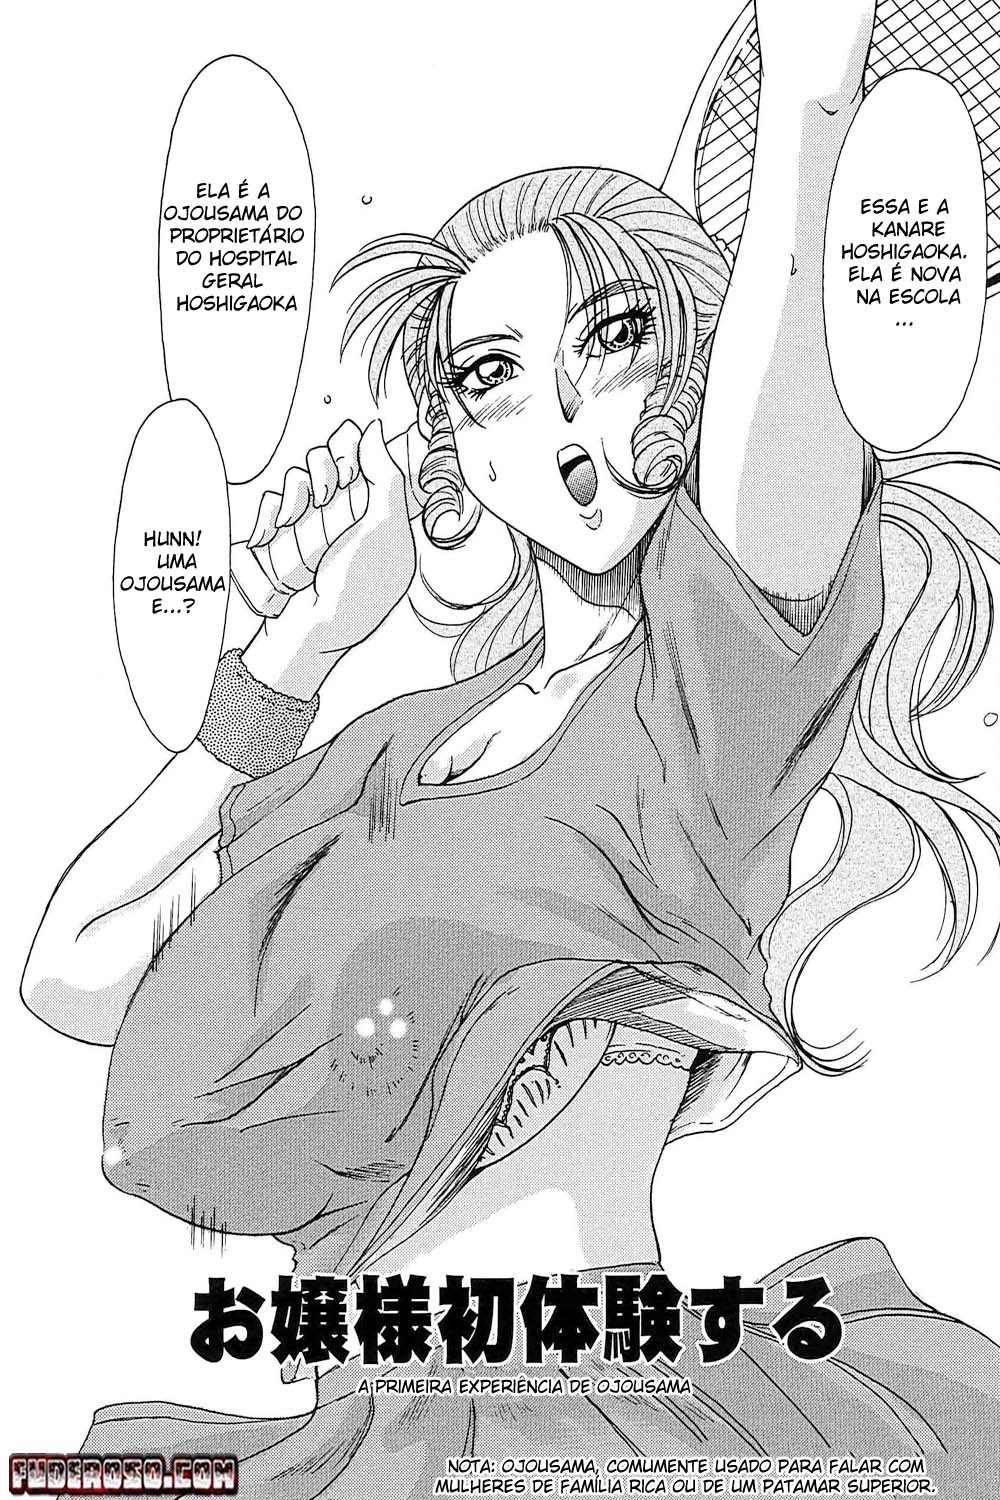 ESSA E A
KANARE
HOSHIGAOKA.
ELA É NOVA
NA ESCOLA
...
ELA É A
OJOUSAMA DO
PROPRIETÁRIO
DO HOSPITAL
GERAL
HOSHIGAOKA
HUNN!
UMA
OJOUSAMA
E...?
お嬢様初体験する
A PRIMEIRA EXPERIÊNCIA DE OJOUSAMA
NOTA: OJOUSAMA, COMUMENTE USADO PARA FALAR COM
MULHERES DE FAMÍLIA RICA OU DE UM PATAMAR SUPERIOR.
FUDEROSO.COM